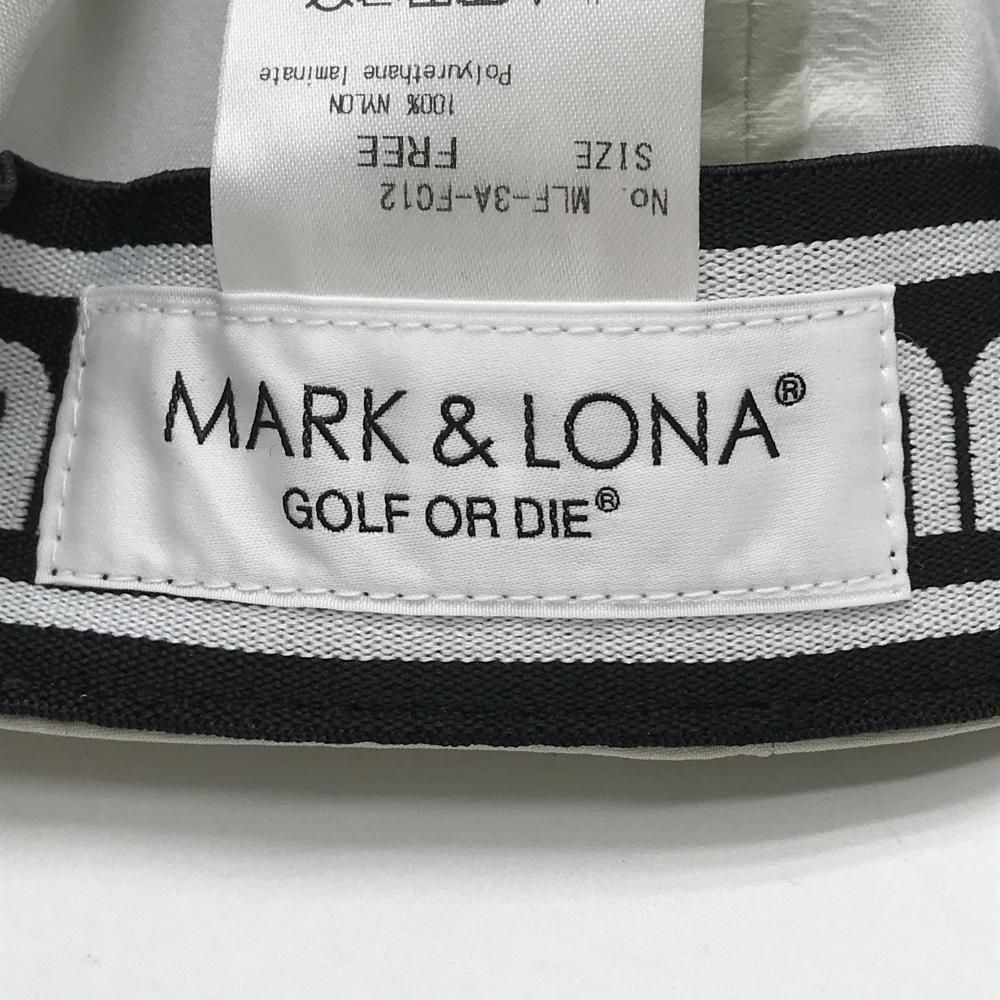 MARK & LONA®
GOLF OR DIE®
No. MLF-3A-FC12
SIZE FREE
100% NYLON
Polyurethane laminate